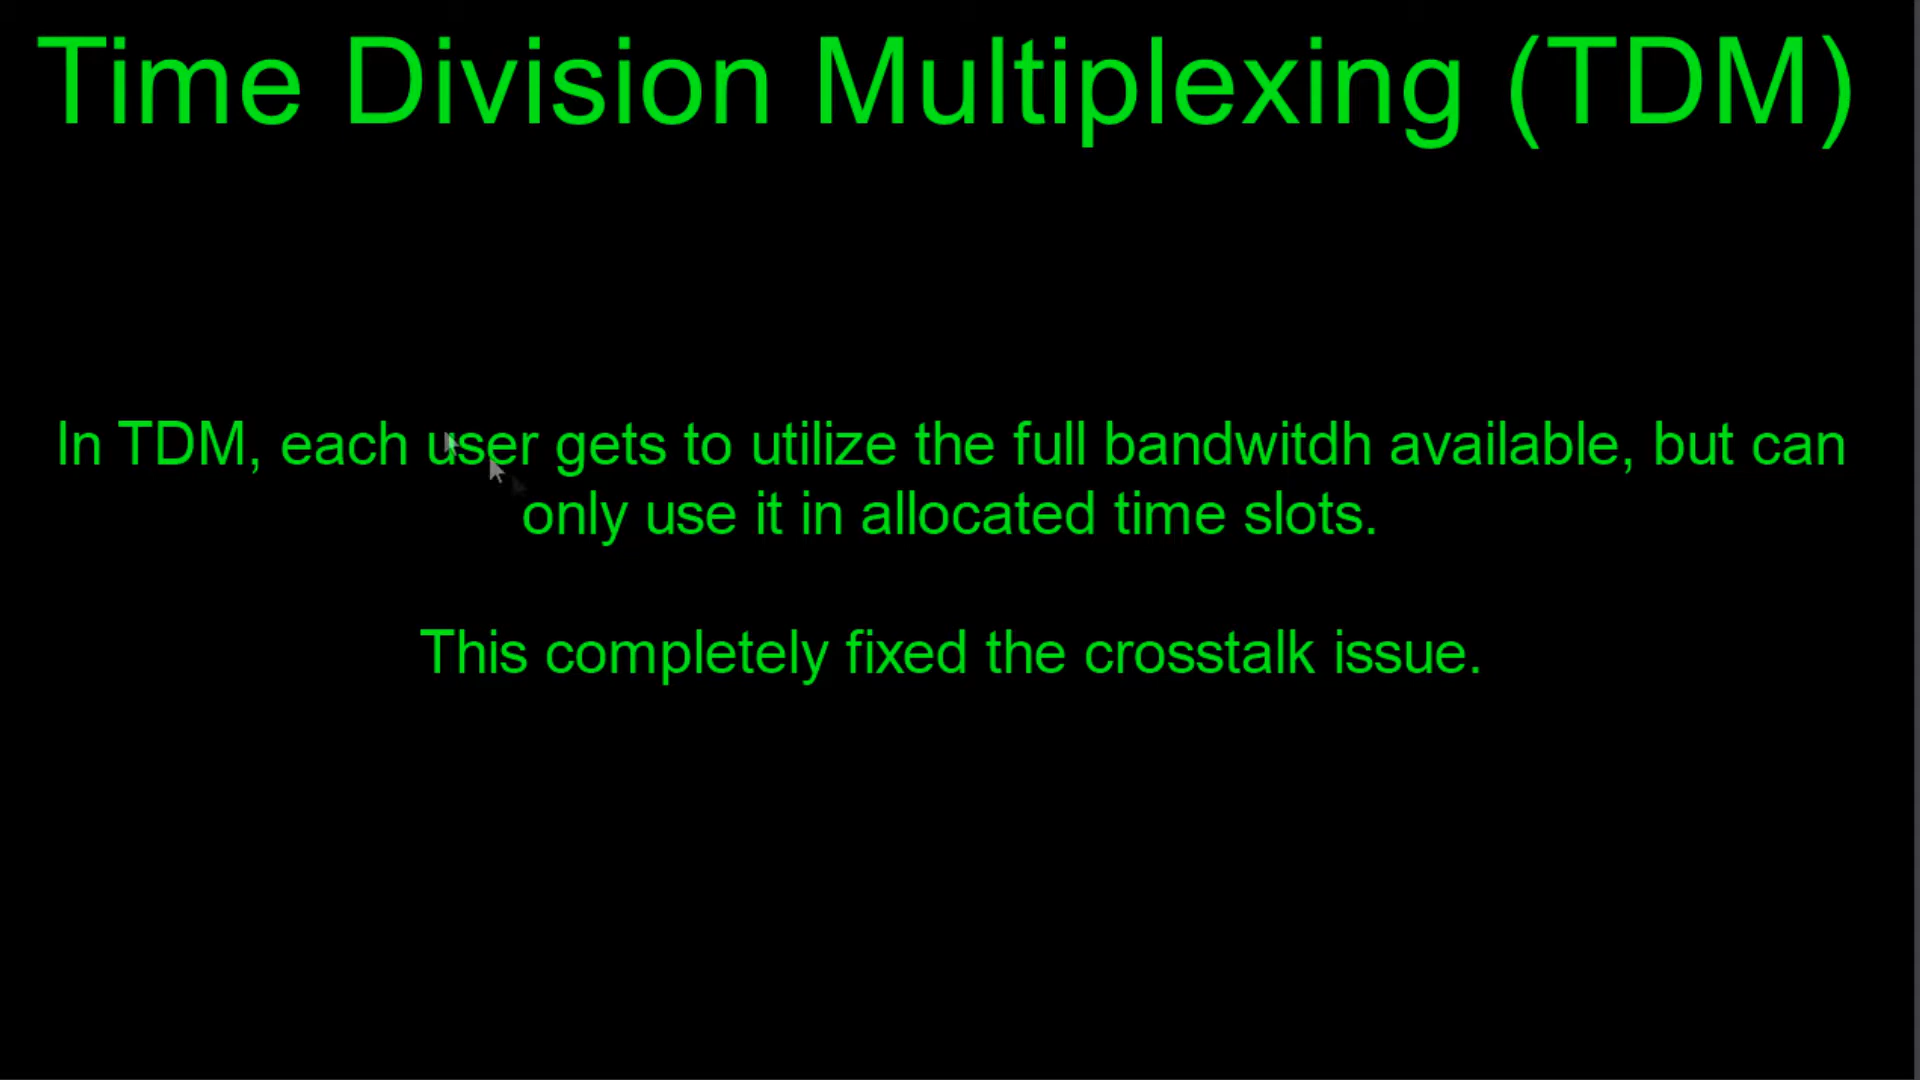 Time Division Multiplexing (TDM)
In TDM, each user gets to utilize the full bandwitdh available, but can
only use it in allocated time slots.
This completely fixed the crosstalk issue.